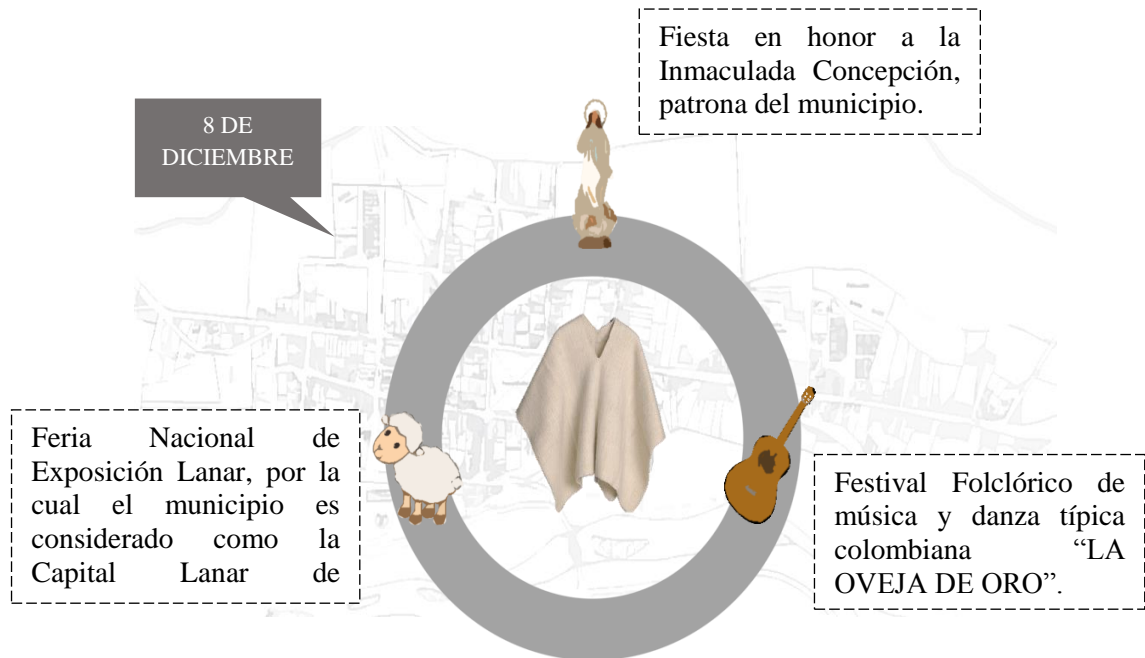 Fiesta en honor a la
Inmaculada Concepción,
patrona del municipio.
8 DE
DICIEMBRE
Feria Nacional de
Exposición Lanar, por la
cual el municipio es
considerado como la
Capital Lanar de
Festival Folclórico de
música y danza típica
colombiana “LA
OVEJA DE ORO”.